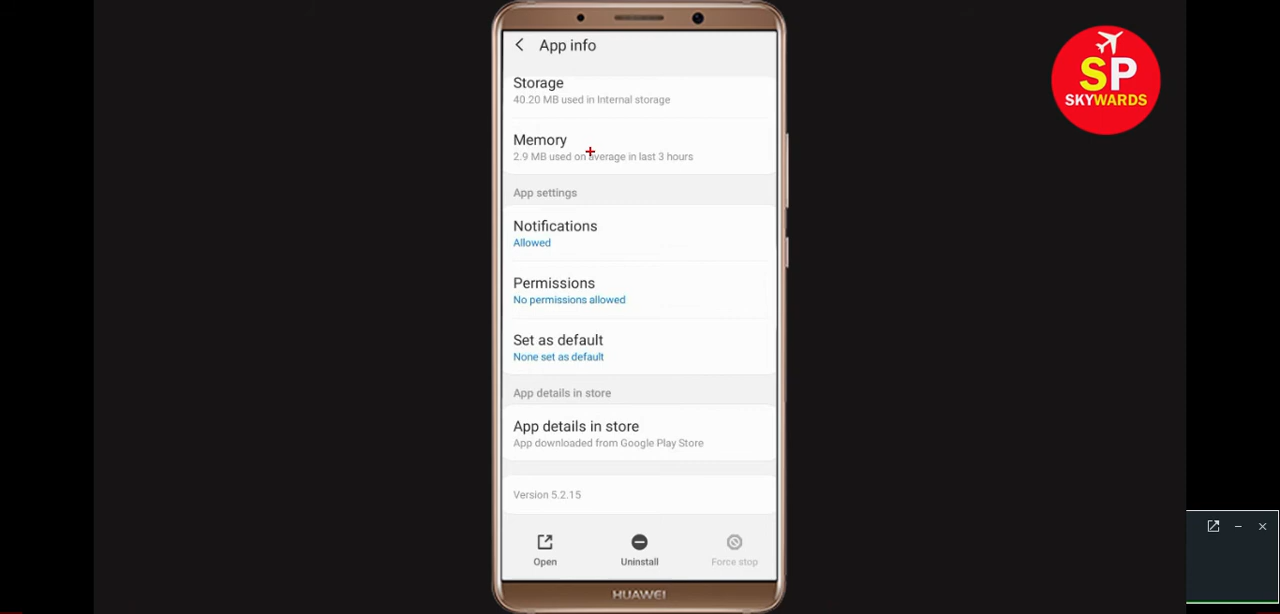 App info
Storage
40.20 MB used in Internal storage
Memory
2.9 MB used on average in last 3 hours
App settings
Notifications
Allowed
Permissions
No permissions allowed
Set as default
None set as default
App details in store
App details in store
App downloaded from Google Play Store
Version 5.2.15
Open
Uninstall
Force stop
HUAWEI
SP
SKYWARDS